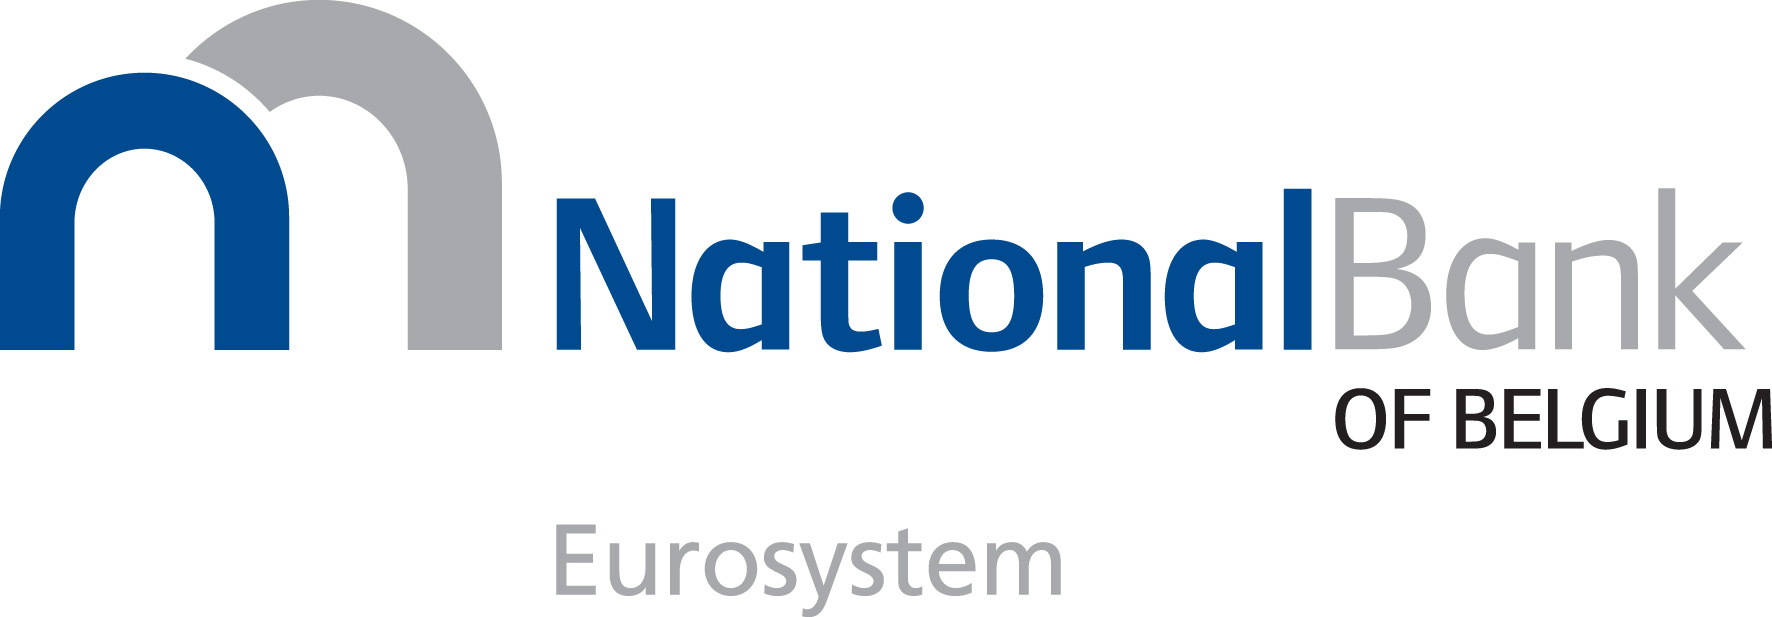 NationalBank
OF BELGIUM
Eurosystem